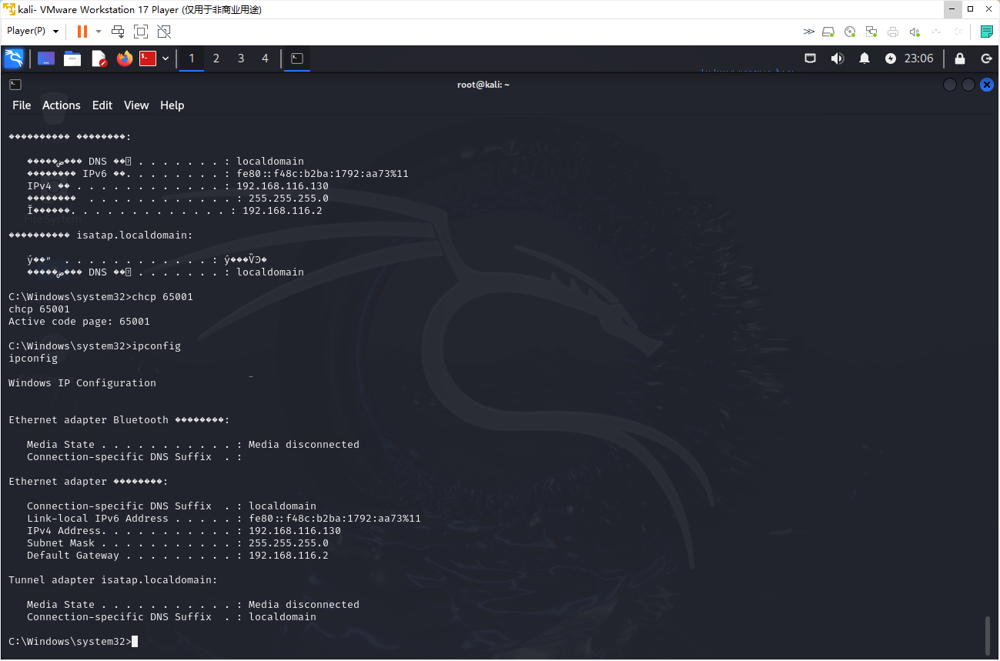 kali- VMware Workstation 17 Player (仅用于非商业用途)
Player(P)
1 2 3 4
23:06
root@kali: ~
File Actions Edit View Help
������������ ���������:
�����ض��� DNS ��� . . . . . . . : localdomain
�������� IPv6 ��. . . . . . . . : fe80::f48c:b2ba:1792:aa73%11
IPv4 �� . . . . . . . . . . . . : 192.168.116.130
�������� . . . . . . . . . . . . : 255.255.255.0
Ĭ������. . . . . . . . . . . . . : 192.168.116.2
File System
���������� isatap.localdomain:
ý��״ . . . . . . . . . . . . : ý���ѶϿ�
�����ض��� DNS ��� . . . . . . . : localdomain
C:\Windows\system32>chcp 65001
chcp 65001
Active code page: 65001
C:\Windows\system32>ipconfig
ipconfig
Windows IP Configuration
Ethernet adapter Bluetooth ��������:
Media State . . . . . . . . . . . : Media disconnected
Connection-specific DNS Suffix  . :
Ethernet adapter ��������:
Connection-specific DNS Suffix  . : localdomain
Link-local IPv6 Address . . . . . : fe80::f48c:b2ba:1792:aa73%11
IPv4 Address. . . . . . . . . . . : 192.168.116.130
Subnet Mask . . . . . . . . . . . : 255.255.255.0
Default Gateway . . . . . . . . . : 192.168.116.2
Tunnel adapter isatap.localdomain:
Media State . . . . . . . . . . . : Media disconnected
Connection-specific DNS Suffix  . : localdomain
C:\Windows\system32>